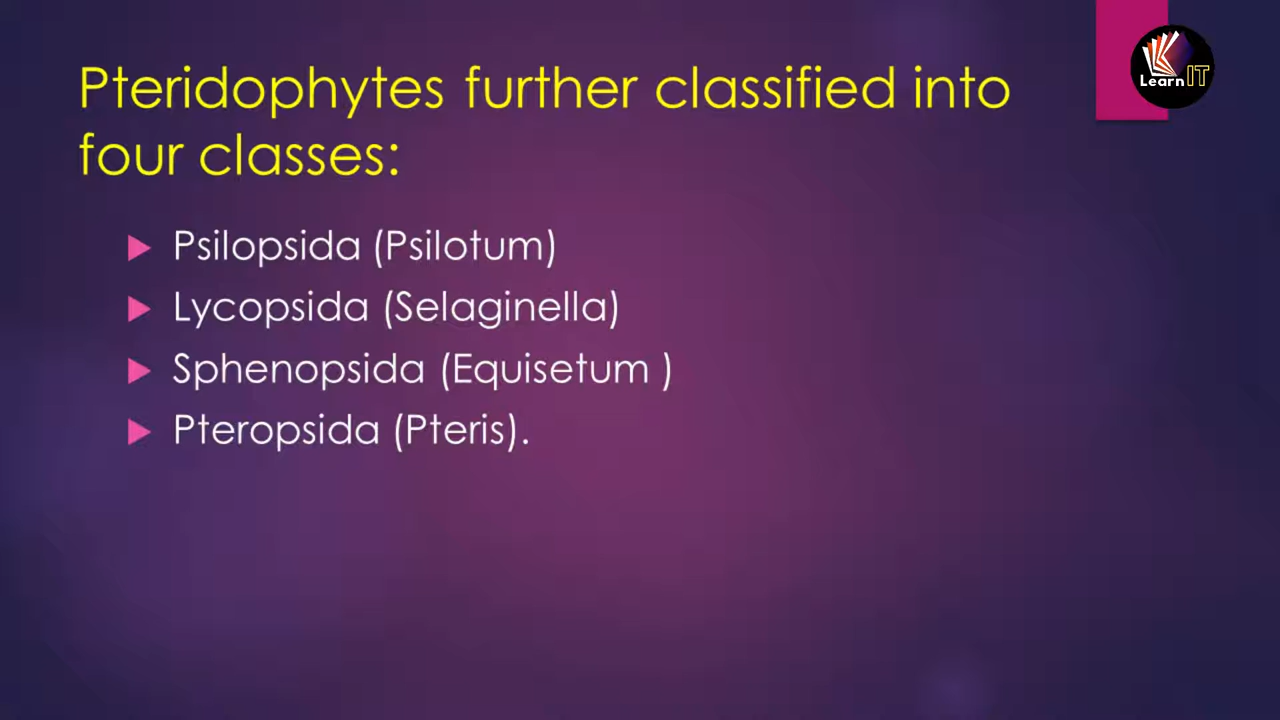 Pteridophytes further classified into
four classes:
Psilopsida (Psilotum)
Lycopsida (Selaginella)
Sphenopsida (Equisetum )
Pteropsida (Pteris).
LearnIT